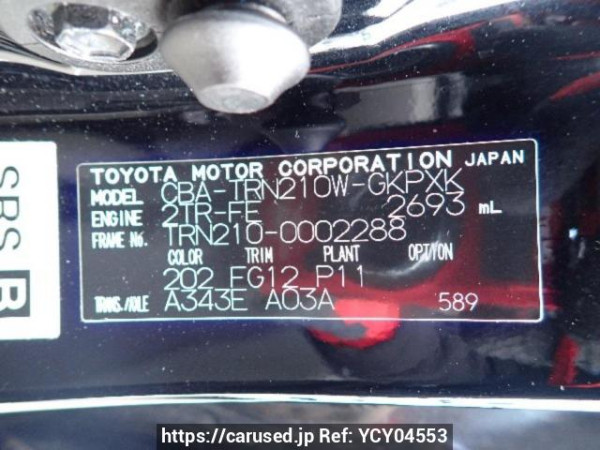 SRS B
TOYOTA MOTOR CORPORATION JAPAN
MODEL CBA-TRN210W-GKPXK
ENGINE 2TR-FE 2693 mL
FRAME No. TRN210-0002288
COLOR TRIM PLANT OPTION
202 FG12 P11
TRANS./AXLE A343E A03A 589
https://carused.jp Ref: YCY04553